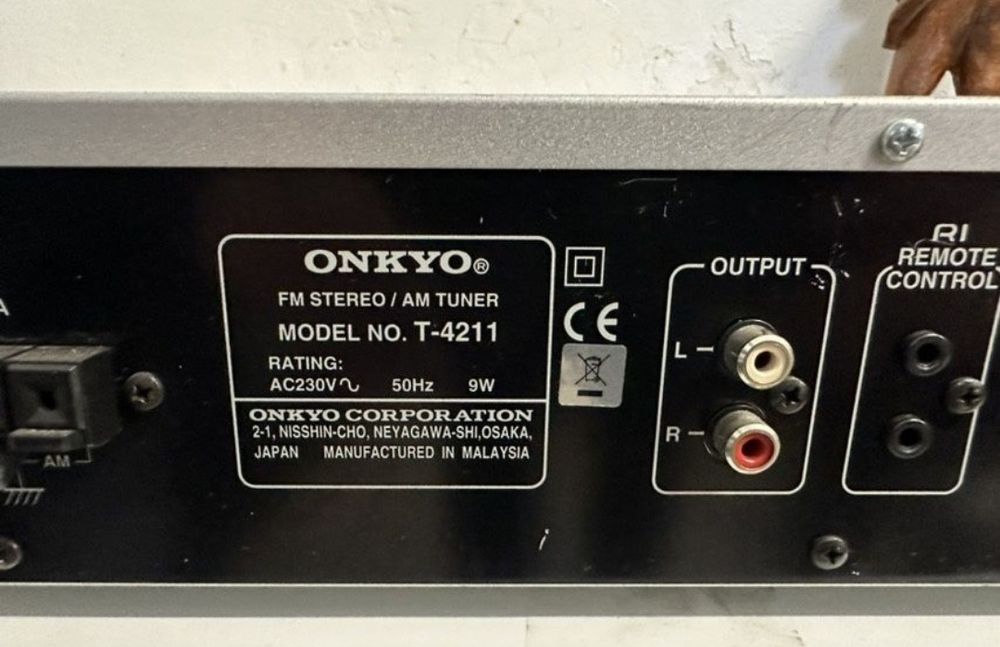 ONKYO®
FM STEREO / AM TUNER
MODEL NO. T-4211
RATING:
AC230V∿ 50Hz 9W
ONKYO CORPORATION
2-1, NISSHIN-CHO, NEYAGAWA-SHI,OSAKA,
JAPAN MANUFACTURED IN MALAYSIA
CE
OUTPUT
L
R
RI
REMOTE
CONTROL
AM